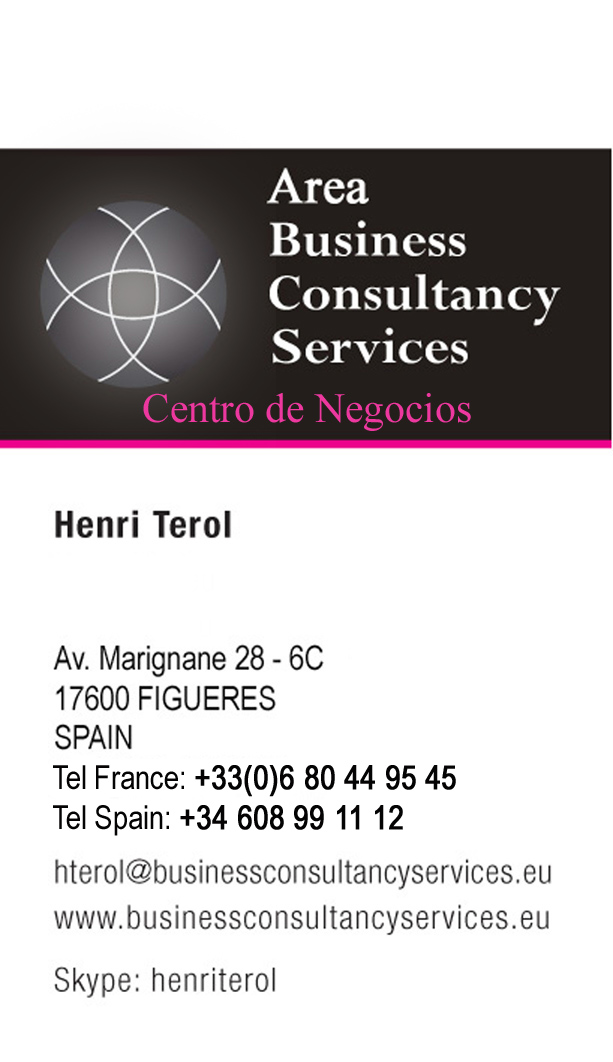 Area
Business
Consultancy
Services
Centro de Negocios
Henri Terol
Av. Marignane 28 - 6C
17600 FIGUERES
SPAIN
Tel France: +33(0)6 80 44 95 45
Tel Spain: +34 608 99 11 12
hterol@businessconsultancyservices.eu
www.businessconsultancyservices.eu
Skype: henriterol